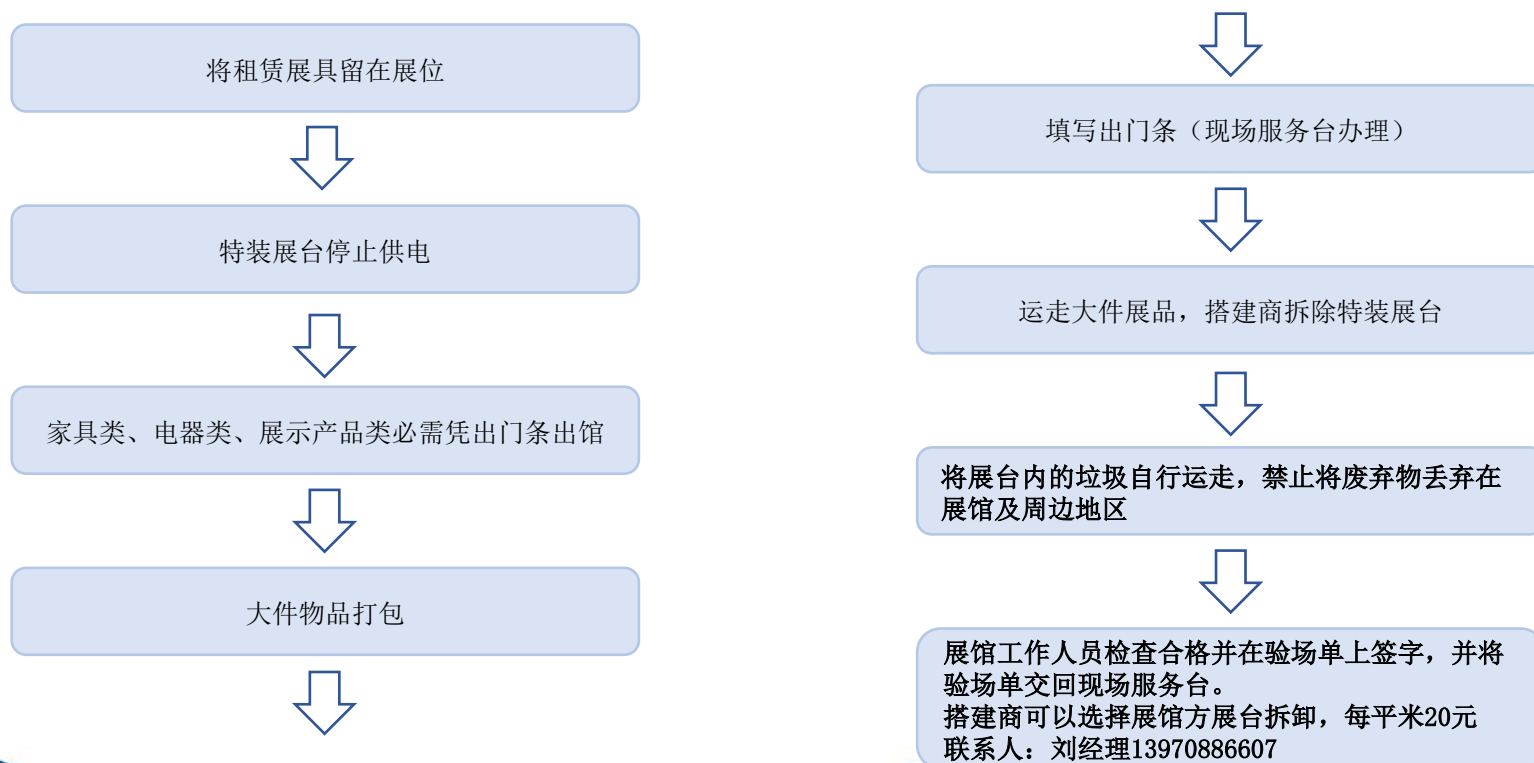 将租赁展具留在展位
特装展台停止供电
家具类、电器类、展示产品类必需凭出门条出馆
大件物品打包
填写出门条（现场服务台办理）
运走大件展品，搭建商拆除特装展台
将展台内的垃圾自行运走，禁止将废弃物丢弃在
展馆及周边地区
展馆工作人员检查合格并在验场单上签字，并将
验场单交回现场服务台。
搭建商可以选择展馆方展台拆卸，每平米20元
联系人：刘经理13970886607